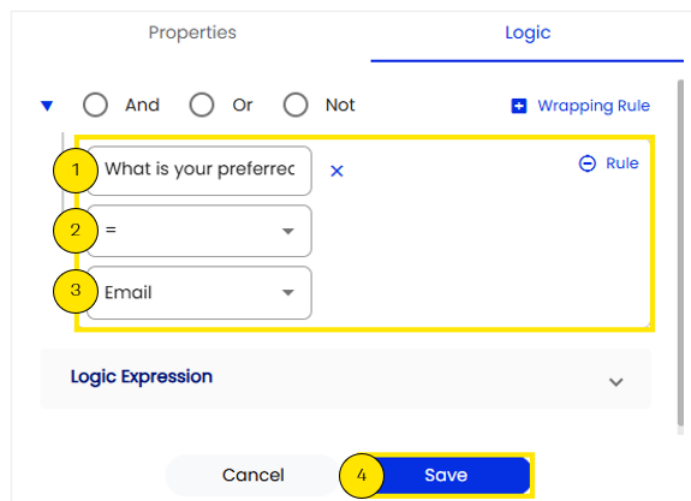 Properties Logic
And Or Not Wrapping Rule
1 What is your preferrec Rule
2 =
3 Email
Logic Expression
Cancel 4 Save